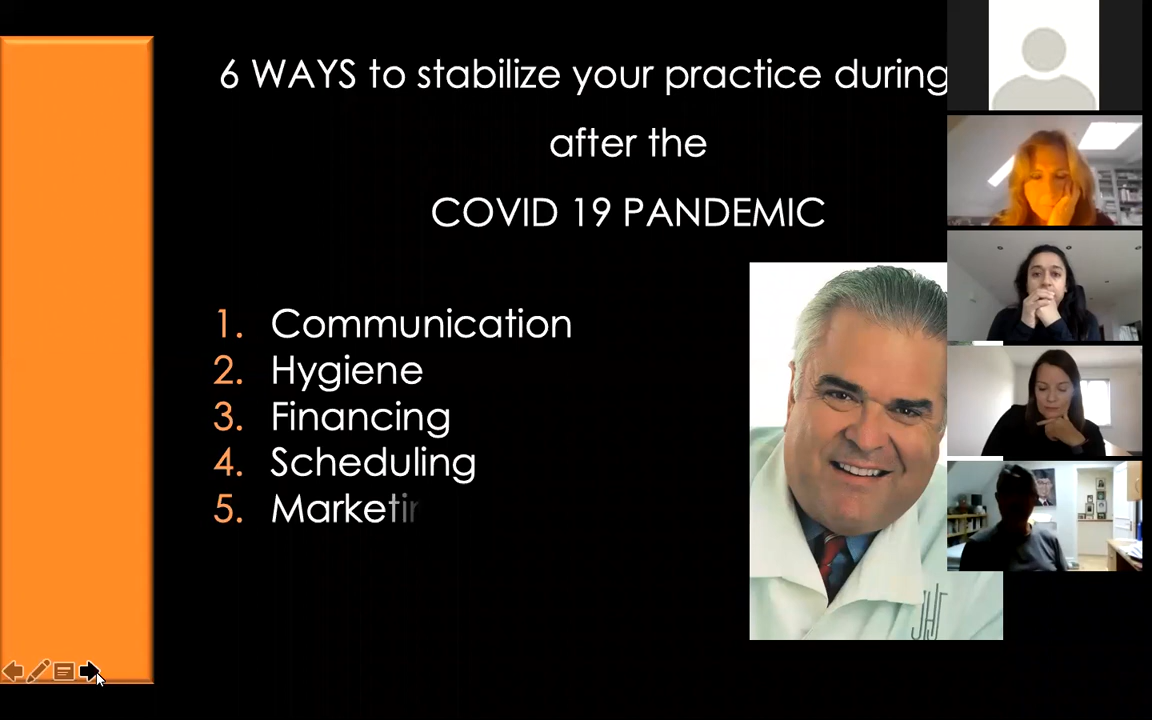 6 WAYS to stabilize your practice during
after the
COVID 19 PANDEMIC
1. Communication
2. Hygiene
3. Financing
4. Scheduling
5. Marketin